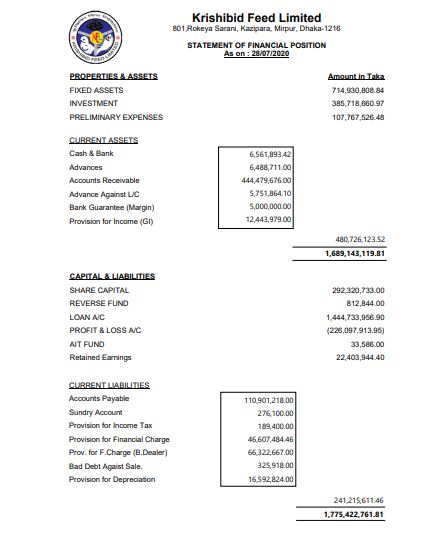 Krishibid Feed Limited
801,Rokeya Sarani, Kazipara, Mirpur, Dhaka-1216
STATEMENT OF FINANCIAL POSITION
As on : 28/07/2020
PROPERTIES & ASSETS Amount in Taka
FIXED ASSETS 714,930,808.84
INVESTMENT 385,718,660.97
PRELIMINARY EXPENSES 107,767,526.48
CURRENT ASSETS
Cash & Bank 6,561,893.42
Advances 6,488,711.00
Accounts Receivable 444,479,676.00
Advance Against L/C 5,751,864.10
Bank Guarantee (Margin) 5,000,000.00
Provision for Income (GI) 12,443,979.00
480,726,123.52
1,689,143,119.81
CAPITAL & LIABILITIES
SHARE CAPITAL 292,320,733.00
REVERSE FUND 812,844.00
LOAN A/C 1,444,733,956.90
PROFIT & LOSS A/C (226,097,913.95)
AIT FUND 33,586.00
Retained Earnings 22,403,944.40
CURRENT LIABILITIES
Accounts Payable 110,901,218.00
Sundry Account 276,100.00
Provision for Income Tax 189,400.00
Provision for Financial Charge 46,607,484.46
Prov. for F.Charge (B.Dealer) 66,322,667.00
Bad Debt Agaist Sale. 325,918.00
Provision for Depreciation 16,592,824.00
241,215,611.46
1,775,422,761.81